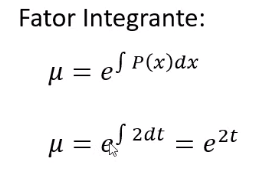 Fator Integrante:
μ = e^{∫ P(x)dx}
μ = e^{∫ 2dt} = e^{2t}